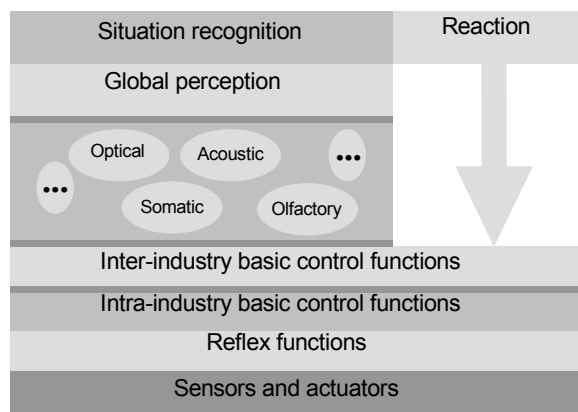 Situation recognition
Reaction
Global perception
Optical
Acoustic
...
...
Somatic
Olfactory
Inter-industry basic control functions
Intra-industry basic control functions
Reflex functions
Sensors and actuators